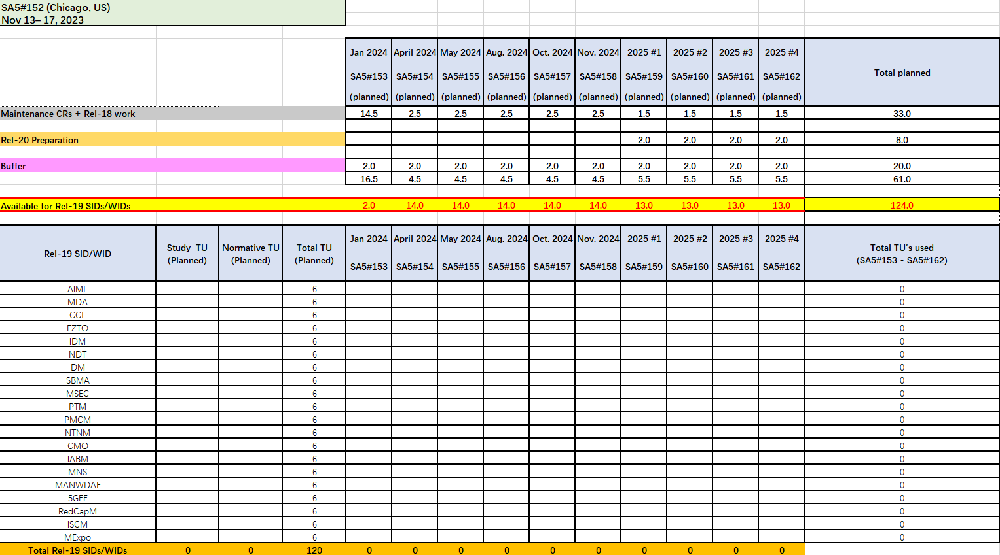 SA5#152 (Chicago, US)
Nov 13– 17, 2023
Jan 2024 April 2024 May 2024 Aug. 2024 Oct. 2024 Nov. 2024 2025 #1 2025 #2 2025 #3 2025 #4
Total planned
SA5#153 SA5#154 SA5#155 SA5#156 SA5#157 SA5#158 SA5#159 SA5#160 SA5#161 SA5#162
(planned) (planned) (planned) (planned) (planned) (planned) (planned) (planned) (planned) (planned)
Maintenance CRs + Rel-18 work 14.5 2.5 2.5 2.5 2.5 2.5 1.5 1.5 1.5 1.5 33.0
Rel-20 Preparation 2.0 2.0 2.0 2.0 8.0
Buffer 2.0 2.0 2.0 2.0 2.0 2.0 2.0 2.0 2.0 2.0 20.0
16.5 4.5 4.5 4.5 4.5 4.5 5.5 5.5 5.5 5.5 61.0
Available for Rel-19 SIDs/WIDs 2.0 14.0 14.0 14.0 14.0 14.0 13.0 13.0 13.0 13.0 124.0
Jan 2024 April 2024 May 2024 Aug. 2024 Oct. 2024 Nov. 2024 2025 #1 2025 #2 2025 #3 2025 #4
Study TU Normative TU Total TU Total TU's used
Rel-19 SID/WID
(Planned) (Planned) (Planned) (SA5#153 - SA5#162)
SA5#153 SA5#154 SA5#155 SA5#156 SA5#157 SA5#158 SA5#159 SA5#160 SA5#161 SA5#162
AIML 6 0
MDA 6 0
CCL 6 0
EZTO 6 0
IDM 6 0
NDT 6 0
DM 6 0
SBMA 6 0
MSEC 6 0
PTM 6 0
PMCM 6 0
NTNM 6 0
CMO 6 0
IABM 6 0
MNS 6 0
MANWDAF 6 0
5GEE 6 0
RedCapM 6 0
ISCM 6 0
MExpo 6 0
Total Rel-19 SIDs/WIDs 0 0 120 0 0 0 0 0 0 0 0 0 0